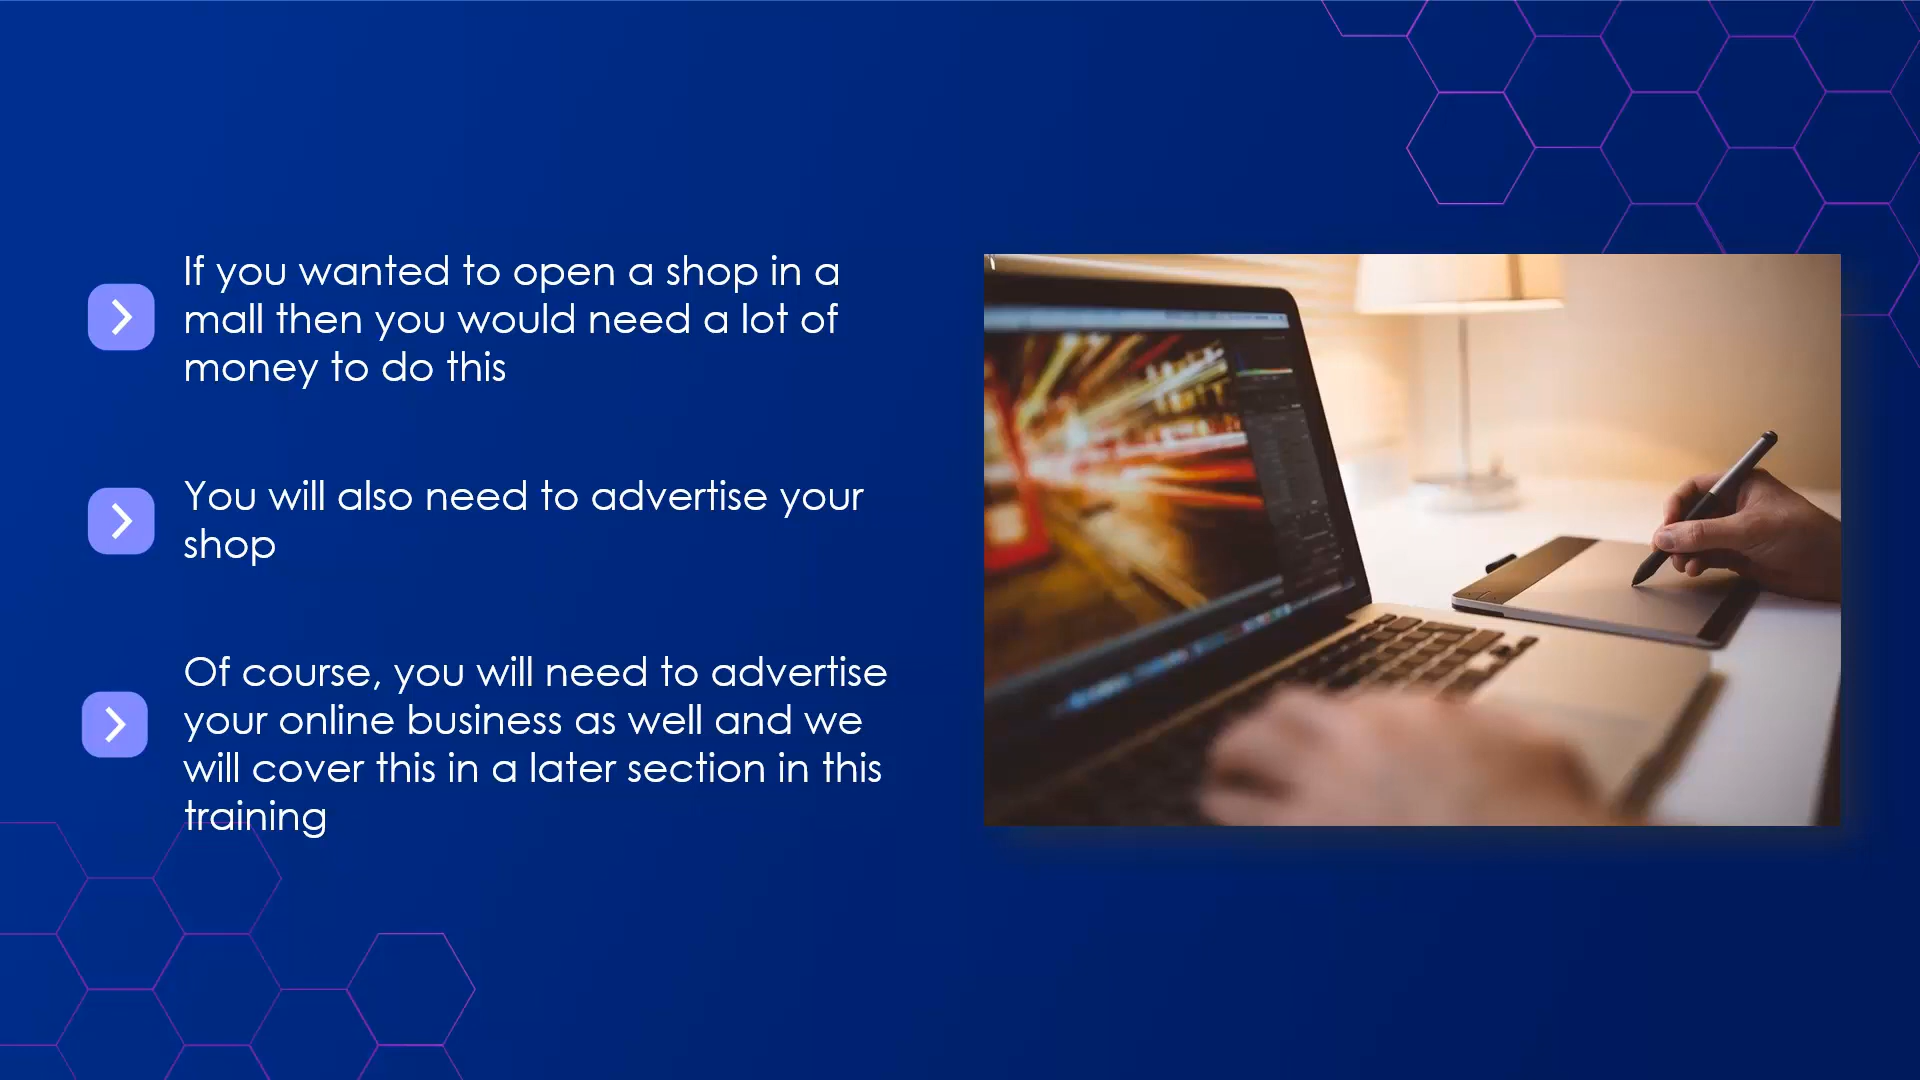 If you wanted to open a shop in a
mall then you would need a lot of
money to do this
You will also need to advertise your
shop
Of course, you will need to advertise
your online business as well and we
will cover this in a later section in this
training